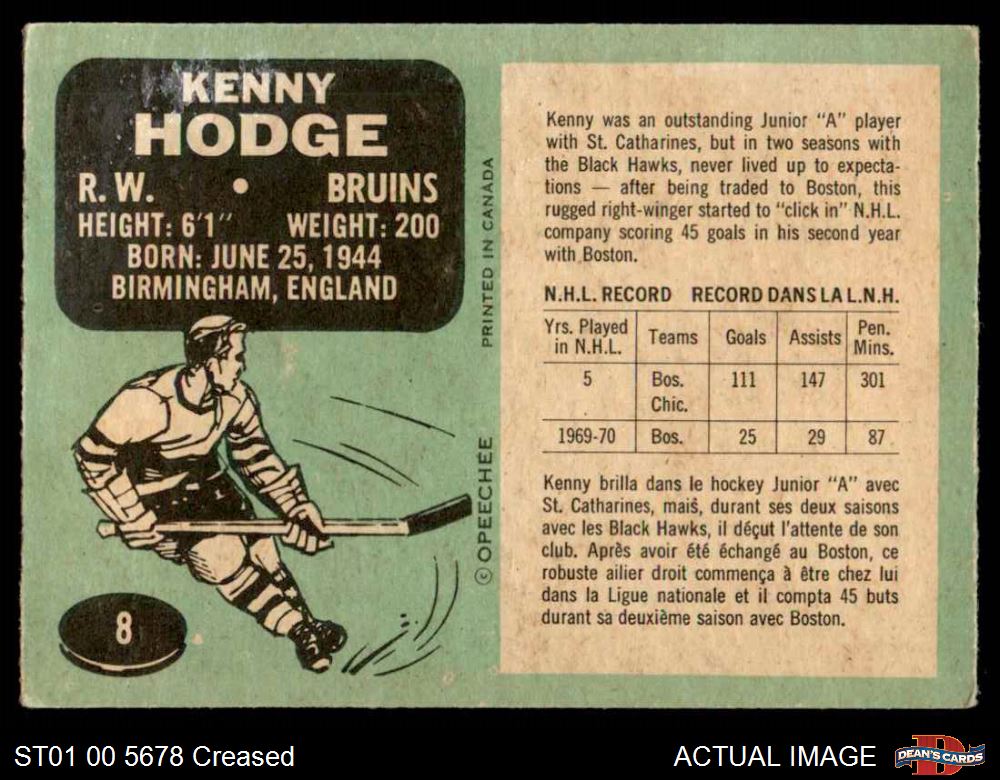 KENNY
HODGE
R. W. • BRUINS
HEIGHT: 6'1" WEIGHT: 200
BORN: JUNE 25, 1944
BIRMINGHAM, ENGLAND
8
© OPEECHEE PRINTED IN CANADA
Kenny was an outstanding Junior "A" player
with St. Catharines, but in two seasons with
the Black Hawks, never lived up to expecta-
tions — after being traded to Boston, this
rugged right-winger started to "click in" N.H.L.
company scoring 45 goals in his second year
with Boston.
N.H.L. RECORD RECORD DANS LA L.N.H.
Yrs. Played
in N.H.L. Teams Goals Assists Pen.
Mins.
5 Bos. 111 147 301
Chic.
1969-70 Bos. 25 29 87
Kenny brilla dans le hockey Junior "A" avec
St. Catharines, mais, durant ses deux saisons
avec les Black Hawks, il déçut l'attente de son
club. Après avoir été échangé au Boston, ce
robuste ailier droit commença à être chez lui
dans la Ligue nationale et il compta 45 buts
durant sa deuxième saison avec Boston.
ST01 00 5678 Creased
ACTUAL IMAGE
DEAN'S CARDS